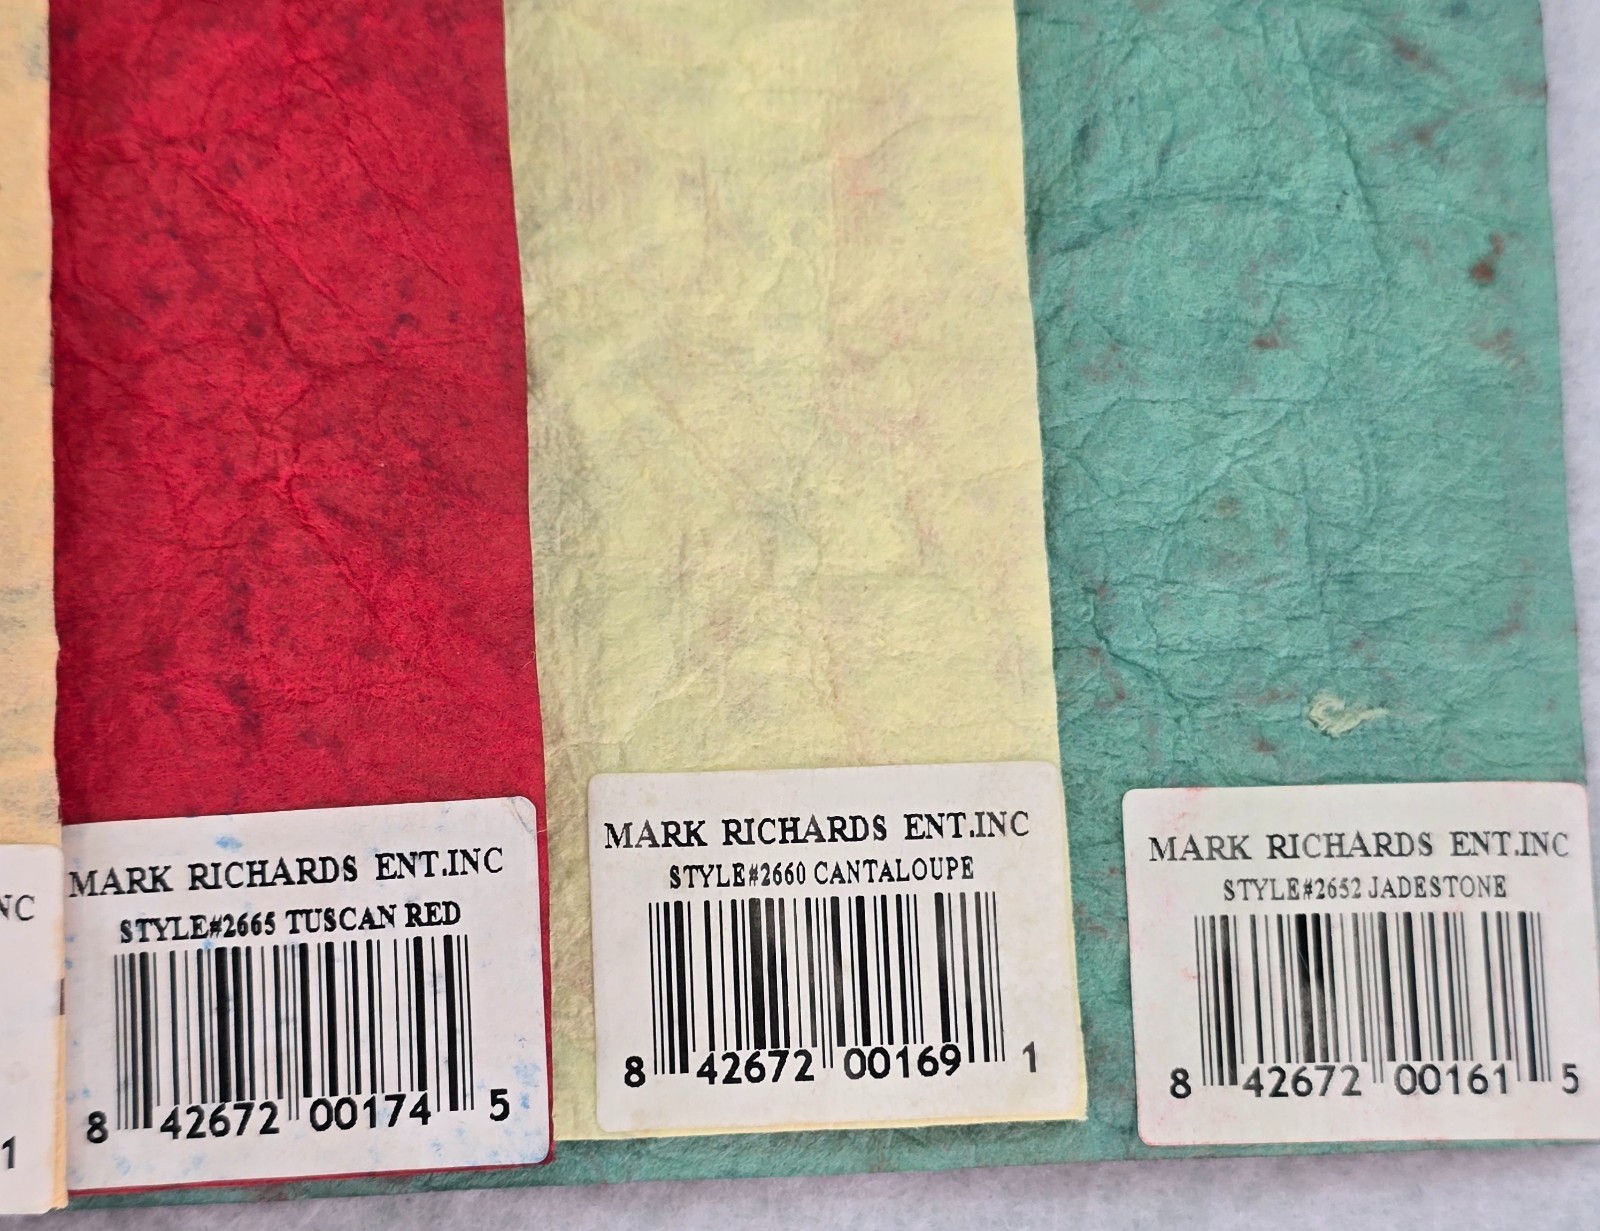 NC
1
MARK RICHARDS ENT.INC
STYLE#2665 TUSCAN RED
8 42672 00174 5
MARK RICHARDS ENT.INC
STYLE#2660 CANTALOUPE
8 42672 00169 1
MARK RICHARDS ENT.INC
STYLE#2652 JADESTONE
8 42672 00161 5